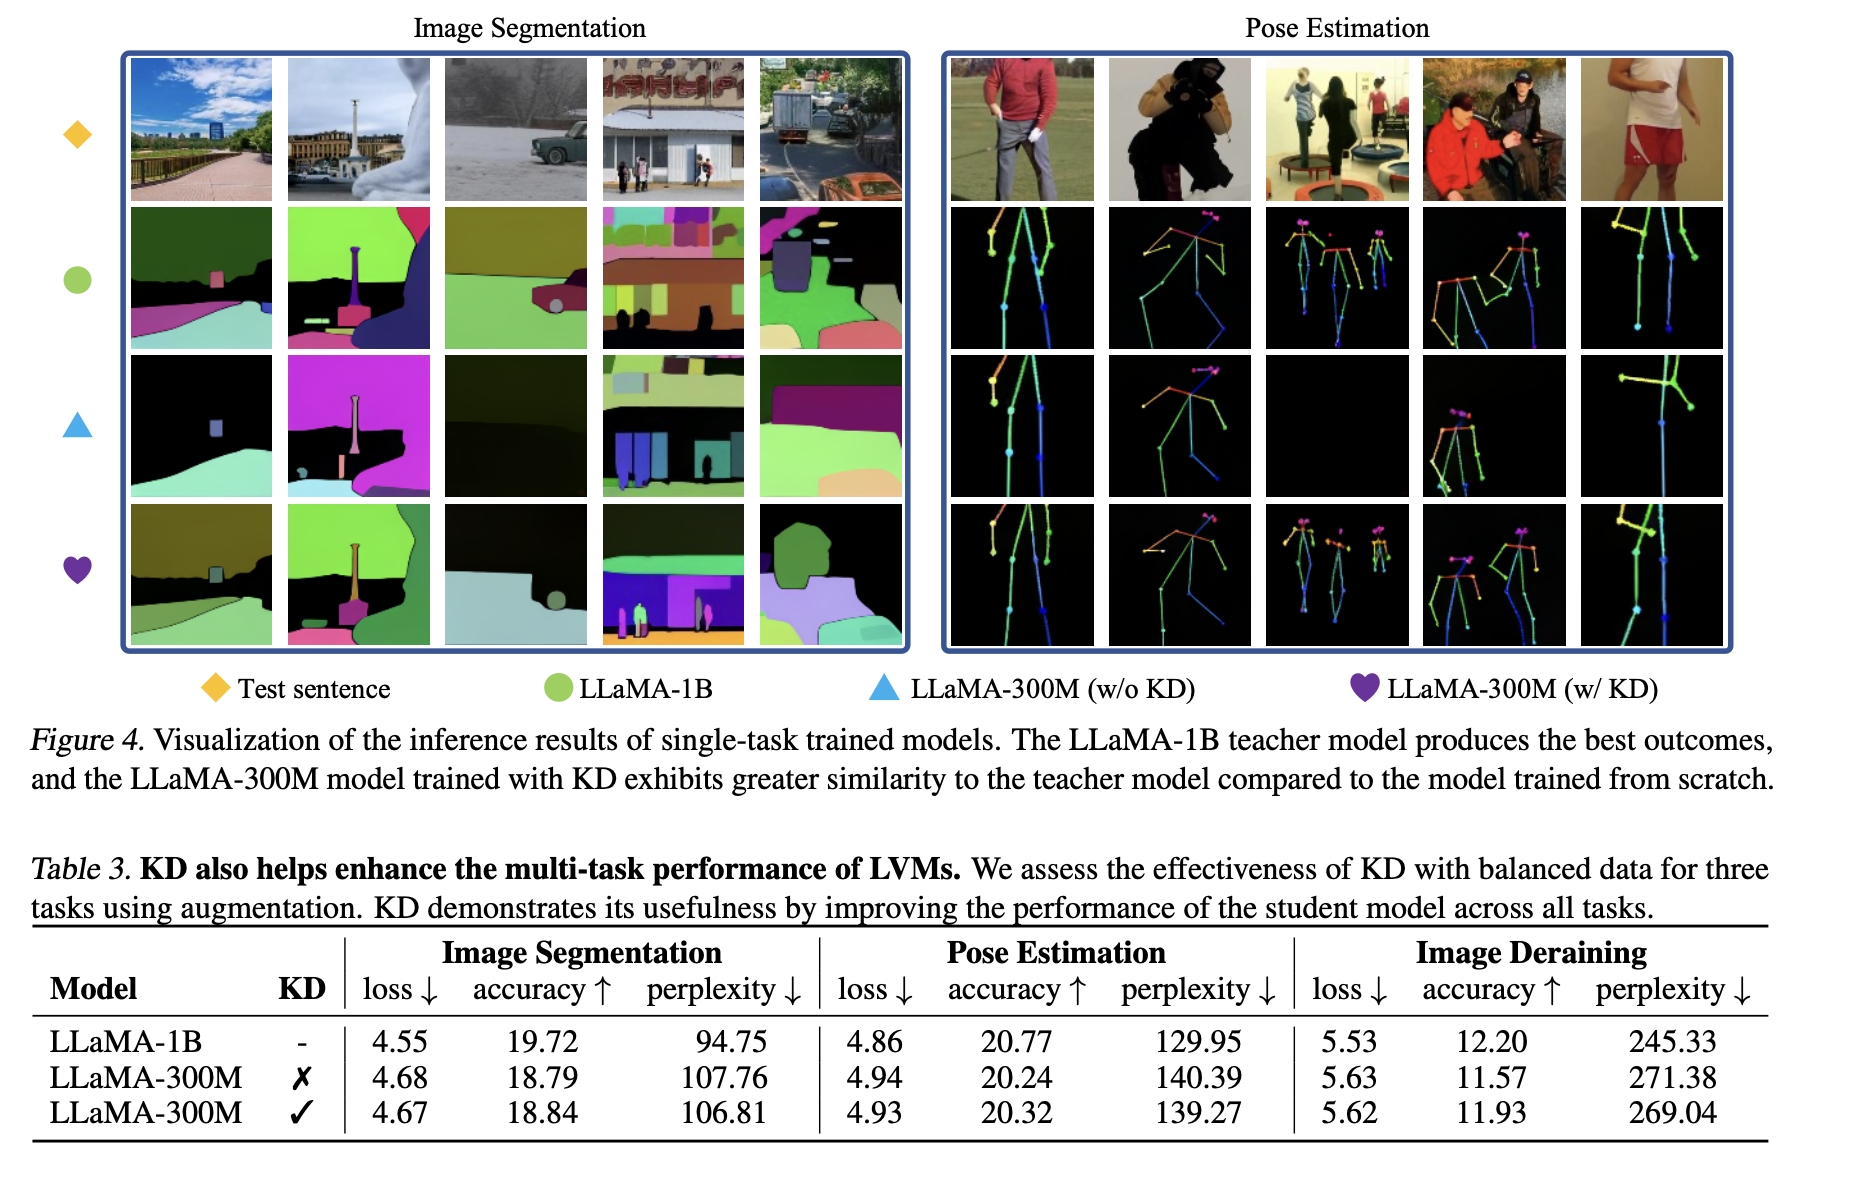 Image Segmentation
Pose Estimation
Test sentence
LLaMA-1B
LLaMA-300M (w/o KD)
LLaMA-300M (w/ KD)
Figure 4. Visualization of the inference results of single-task trained models. The LLaMA-1B teacher model produces the best outcomes,
and the LLaMA-300M model trained with KD exhibits greater similarity to the teacher model compared to the model trained from scratch.
Table 3. KD also helps enhance the multi-task performance of LVMs. We assess the effectiveness of KD with balanced data for three
tasks using augmentation. KD demonstrates its usefulness by improving the performance of the student model across all tasks.
Image Segmentation Pose Estimation Image Deraining
Model KD loss ↓ accuracy ↑ perplexity ↓ loss ↓ accuracy ↑ perplexity ↓ loss ↓ accuracy ↑ perplexity ↓
LLaMA-1B - 4.55 19.72 94.75 4.86 20.77 129.95 5.53 12.20 245.33
LLaMA-300M ✗ 4.68 18.79 107.76 4.94 20.24 140.39 5.63 11.57 271.38
LLaMA-300M ✓ 4.67 18.84 106.81 4.93 20.32 139.27 5.62 11.93 269.04